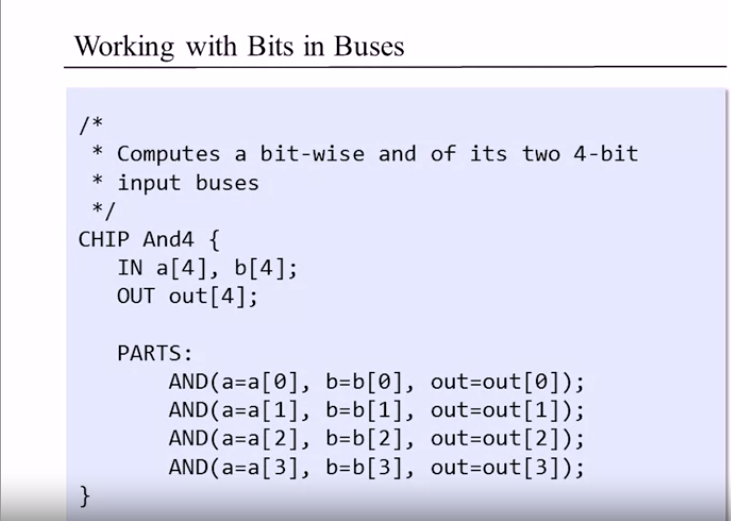 Working with Bits in Buses
/*
* Computes a bit-wise and of its two 4-bit
* input buses
*/
CHIP And4 {
IN a[4], b[4];
OUT out[4];
PARTS:
AND(a=a[0], b=b[0], out=out[0]);
AND(a=a[1], b=b[1], out=out[1]);
AND(a=a[2], b=b[2], out=out[2]);
AND(a=a[3], b=b[3], out=out[3]);
}